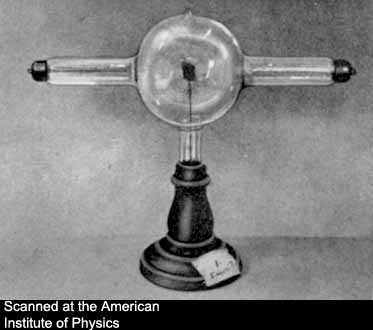 Scanned at the American
Institute of Physics